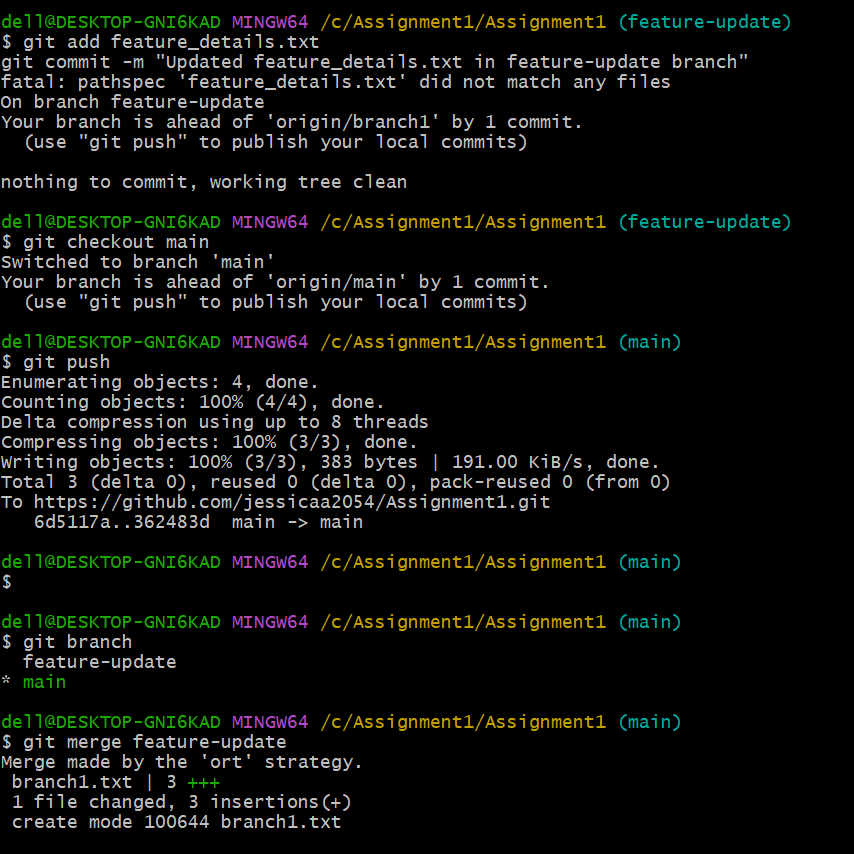 dell@DESKTOP-GNI6KAD MINGW64 /c/Assignment1/Assignment1 (feature-update)
$ git add feature_details.txt
git commit -m "Updated feature_details.txt in feature-update branch"
fatal: pathspec 'feature_details.txt' did not match any files
On branch feature-update
Your branch is ahead of 'origin/branch1' by 1 commit.
  (use "git push" to publish your local commits)

nothing to commit, working tree clean

dell@DESKTOP-GNI6KAD MINGW64 /c/Assignment1/Assignment1 (feature-update)
$ git checkout main
Switched to branch 'main'
Your branch is ahead of 'origin/main' by 1 commit.
  (use "git push" to publish your local commits)

dell@DESKTOP-GNI6KAD MINGW64 /c/Assignment1/Assignment1 (main)
$ git push
Enumerating objects: 4, done.
Counting objects: 100% (4/4), done.
Delta compression using up to 8 threads
Compressing objects: 100% (3/3), done.
Writing objects: 100% (3/3), 383 bytes | 191.00 KiB/s, done.
Total 3 (delta 0), reused 0 (delta 0), pack-reused 0 (from 0)
To https://github.com/jessicaa2054/Assignment1.git
   6d5117a..362483d  main -> main

dell@DESKTOP-GNI6KAD MINGW64 /c/Assignment1/Assignment1 (main)
$

dell@DESKTOP-GNI6KAD MINGW64 /c/Assignment1/Assignment1 (main)
$ git branch
  feature-update
* main

dell@DESKTOP-GNI6KAD MINGW64 /c/Assignment1/Assignment1 (main)
$ git merge feature-update
Merge made by the 'ort' strategy.
 branch1.txt | 3 +++
 1 file changed, 3 insertions(+)
 create mode 100644 branch1.txt